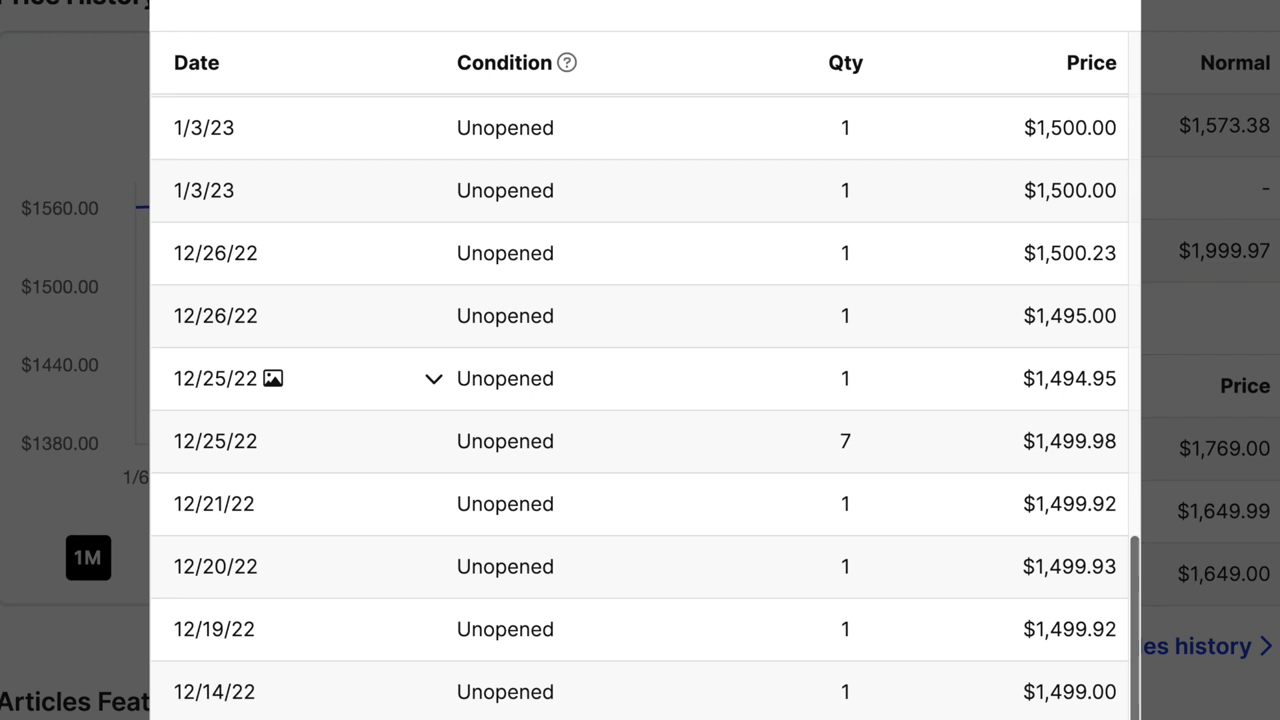 Price History
Date Condition ? Qty Price Normal
1/3/23 Unopened 1 $1,500.00 $1,573.38
1/3/23 Unopened 1 $1,500.00 -
$1560.00
12/26/22 Unopened 1 $1,500.23 $1,999.97
$1500.00
12/26/22 Unopened 1 $1,495.00
$1440.00
12/25/22 Unopened 1 $1,494.95 Price
$1380.00
12/25/22 Unopened 7 $1,499.98 $1,769.00
1/6
12/21/22 Unopened 1 $1,499.92 $1,649.99
1M
12/20/22 Unopened 1 $1,499.93 $1,649.00
12/19/22 Unopened 1 $1,499.92 es history
12/14/22 Unopened 1 $1,499.00
Articles Feat